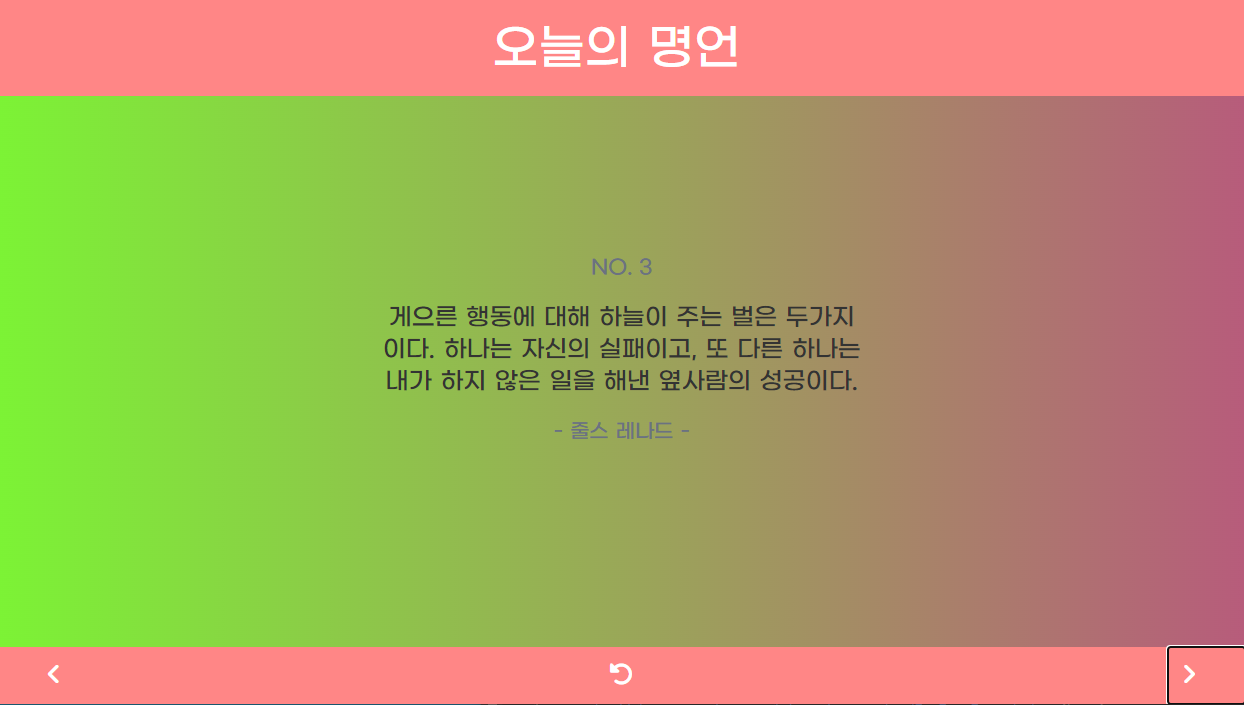 오늘의 명언
NO. 3
게으른 행동에 대해 하늘이 주는 벌은 두가지
이다. 하나는 자신의 실패이고, 또 다른 하나는
내가 하지 않은 일을 해낸 옆사람의 성공이다.
- 줄스 레나드 -